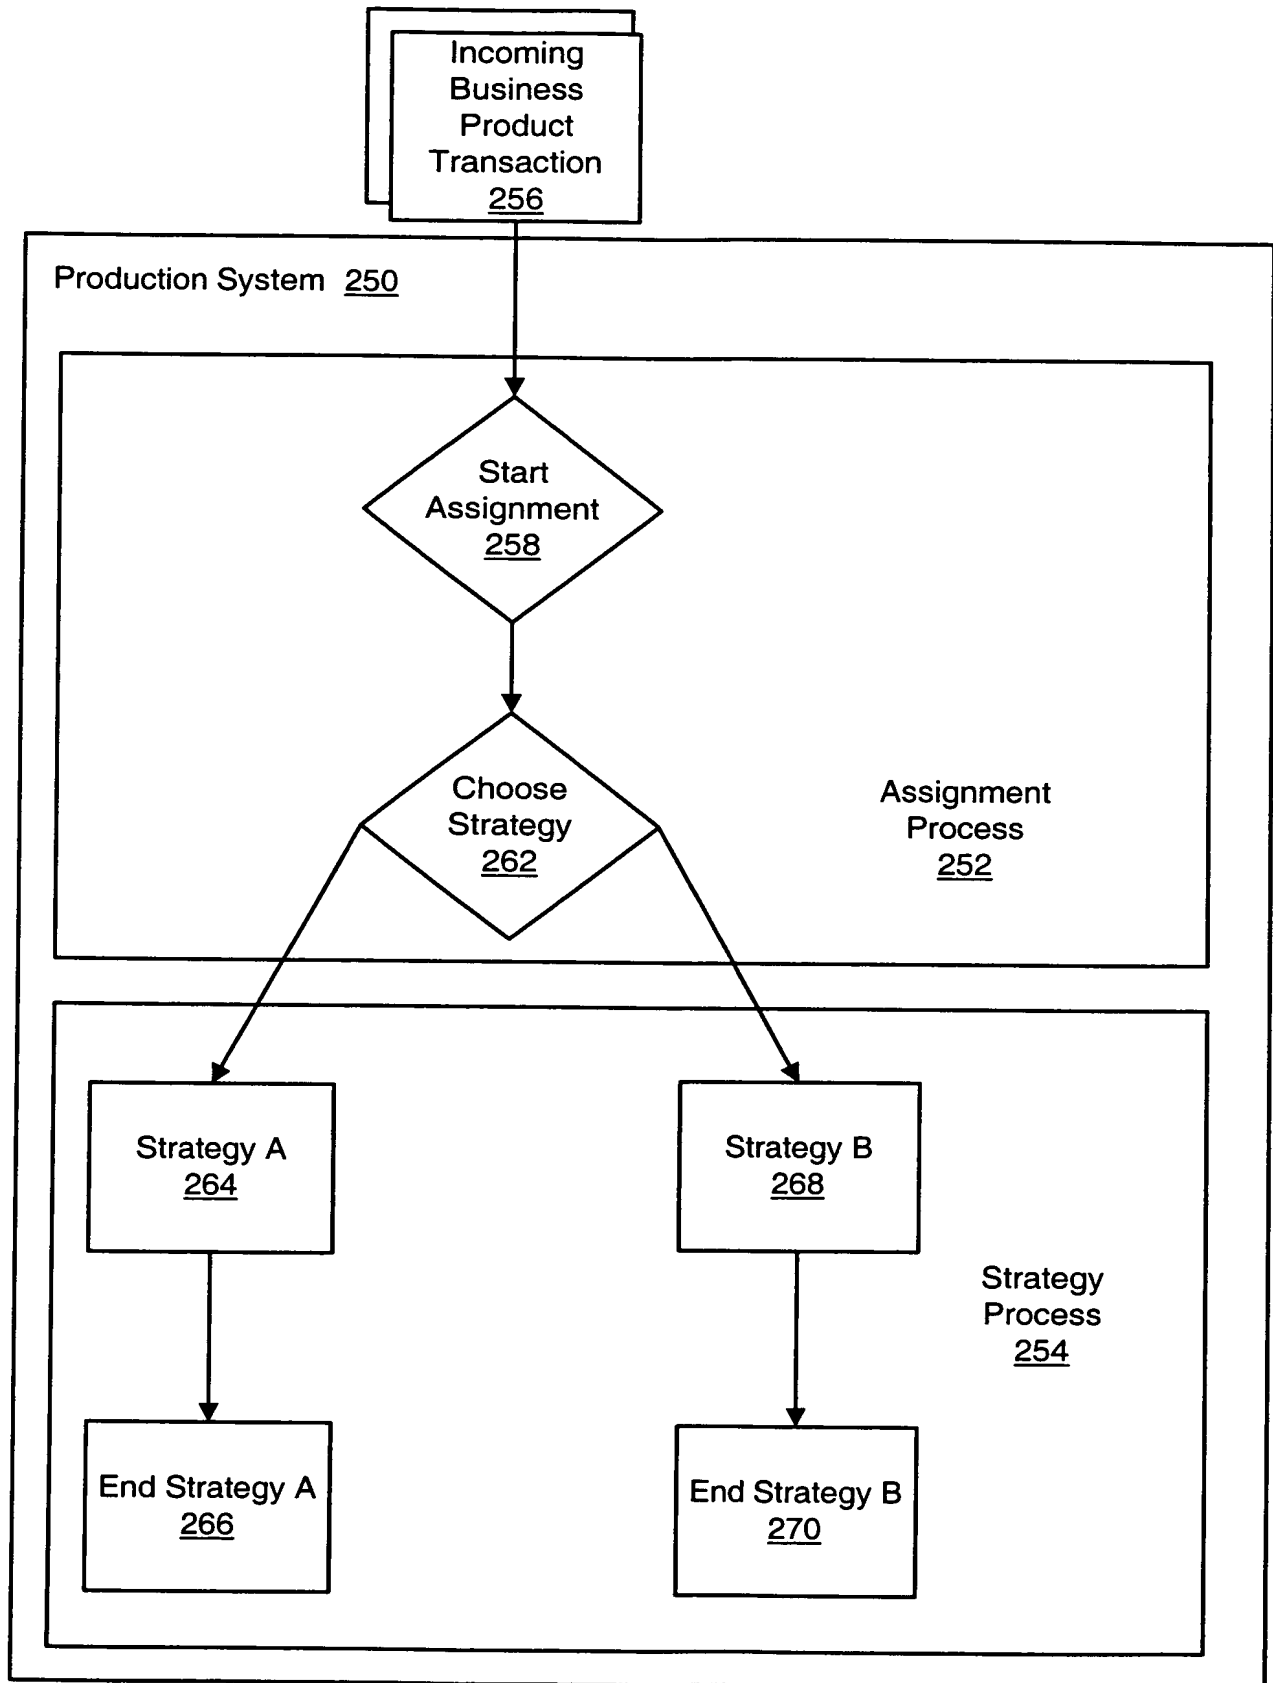 Incoming
Business
Product
Transaction
256
Production System 250
Start
Assignment
258
Choose
Strategy
262
Assignment
Process
252
Strategy A
264
Strategy B
268
Strategy
Process
254
End Strategy A
266
End Strategy B
270